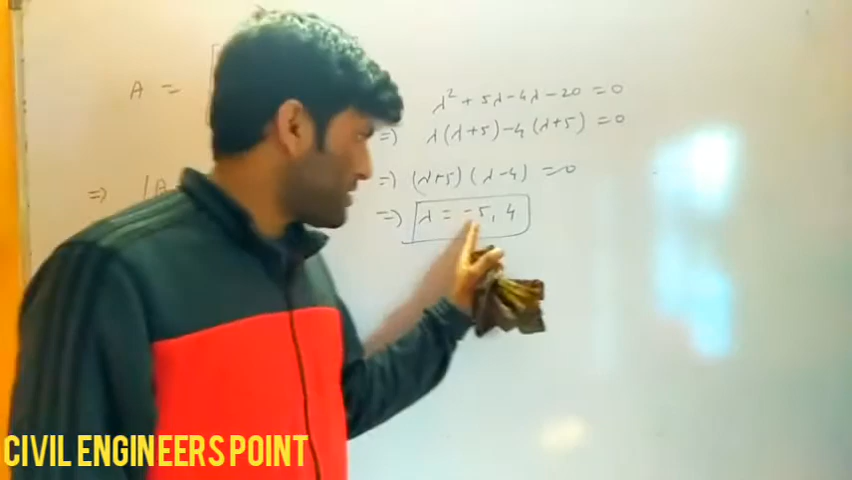 A =
λ² + 5λ - 4λ - 20 = 0
⇒ λ(λ+5) - 4(λ+5) = 0
⇒ |A
⇒ (λ+5)(λ-4) = 0
⇒ λ = -5, 4
CIVIL ENGINEERS POINT